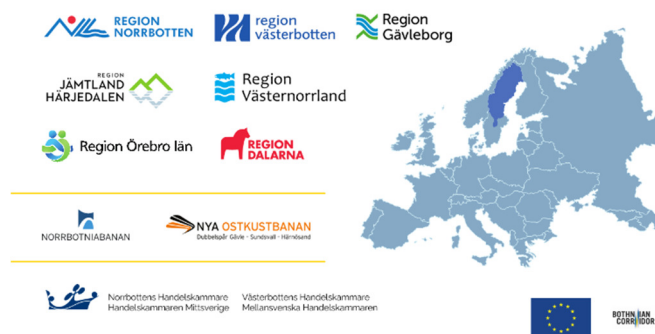 REGION
NORRBOTTEN
region
västerbotten
Region
Gävleborg
REGION
JÄMTLAND
HÄRJEDALEN
Region
Västernorrland
Region Örebro län
REGION
DALARNA
NORRBOTNIABANAN
NYA OSTKUSTBANAN
Dubbelspår Gävle - Sundsvall - Härnösand
Norrbottens Handelskammare
Handelskammaren Mittsverige
Västerbottens Handelskammare
Mellansvenska Handelskammaren
BOTHNIAN
CORRIDOR